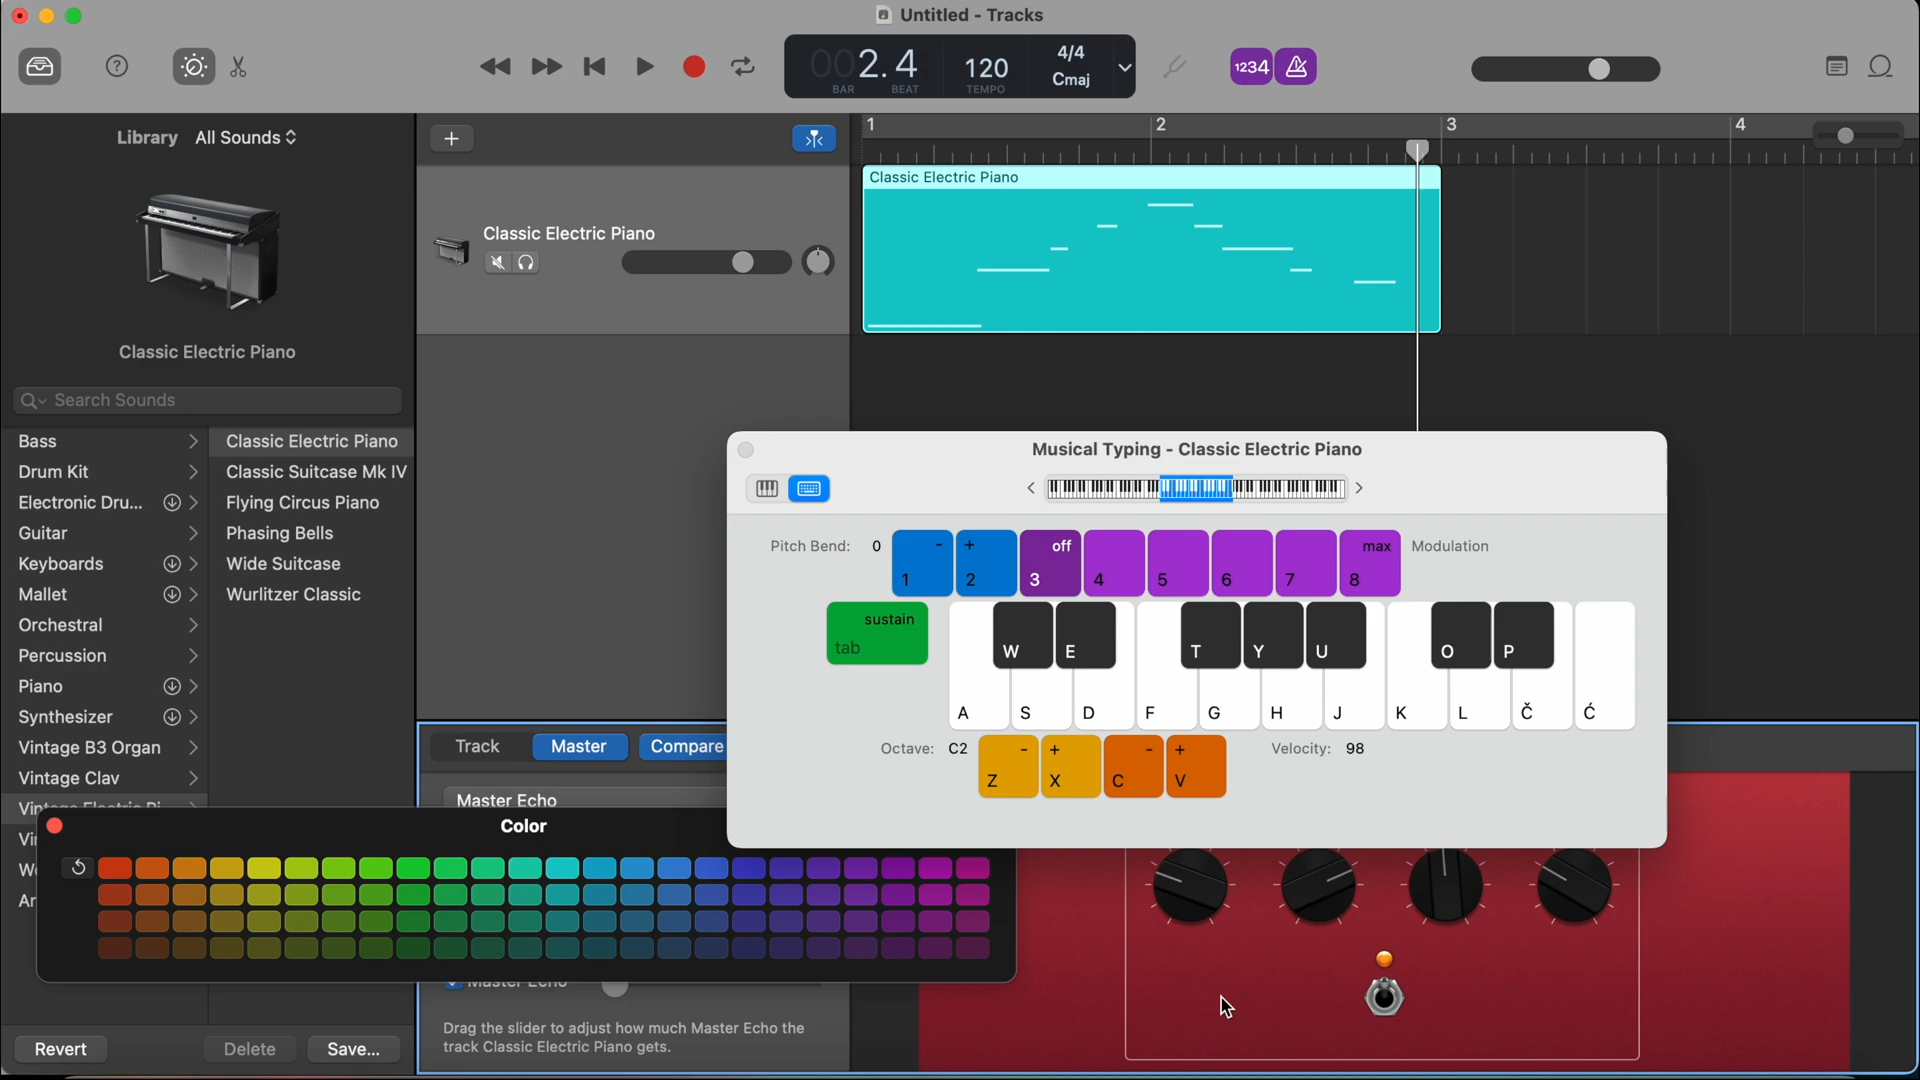 Untitled - Tracks
002.4
BAR
BEAT
120
TEMPO
4/4
Cmaj
1234
Library All Sounds
1
2
3
4
Classic Electric Piano
Classic Electric Piano
Classic Electric Piano
Search Sounds
Bass
Drum Kit
Electronic Dru...
Guitar
Keyboards
Mallet
Orchestral
Percussion
Piano
Synthesizer
Vintage B3 Organ
Vintage Clav
Classic Electric Piano
Classic Suitcase Mk IV
Flying Circus Piano
Phasing Bells
Wide Suitcase
Wurlitzer Classic
Musical Typing - Classic Electric Piano
Pitch Bend: 0
- + off max
1 2 3 4 5 6 7 8
Modulation
sustain
tab
W E T Y U O P
A S D F G H J K L Č Ć
Octave: C2
- + - +
Z X C V
Velocity: 98
Track Master Compare
Master Echo
Color
Master Echo
Drag the slider to adjust how much Master Echo the
track Classic Electric Piano gets.
Revert
Delete
Save...